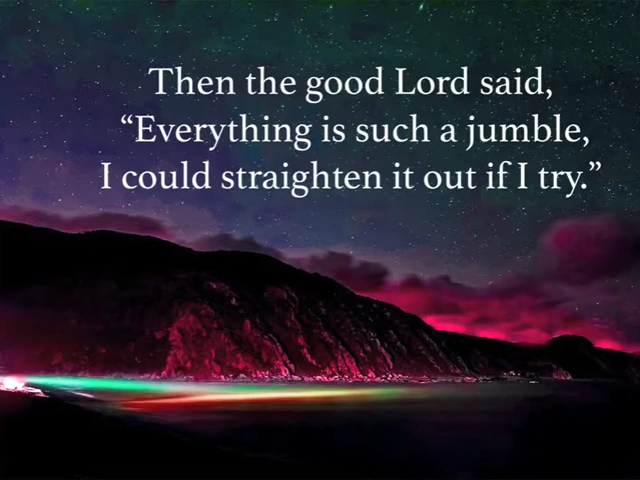 Then the good Lord said,
“Everything is such a jumble,
I could straighten it out if I try.”